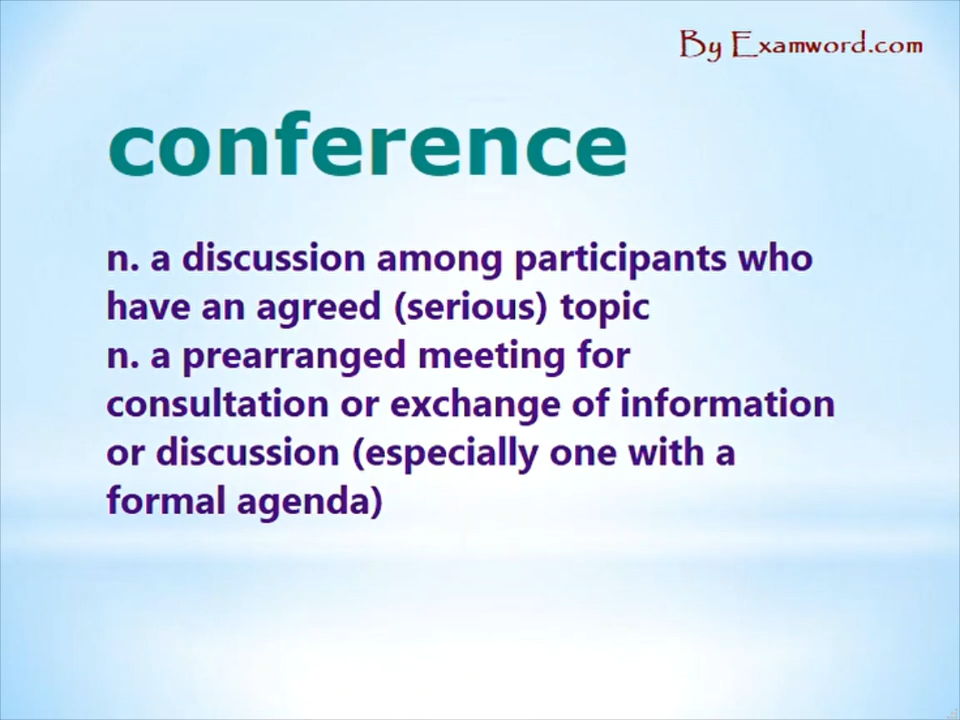 By Examword.com
conference
n. a discussion among participants who
have an agreed (serious) topic
n. a prearranged meeting for
consultation or exchange of information
or discussion (especially one with a
formal agenda)